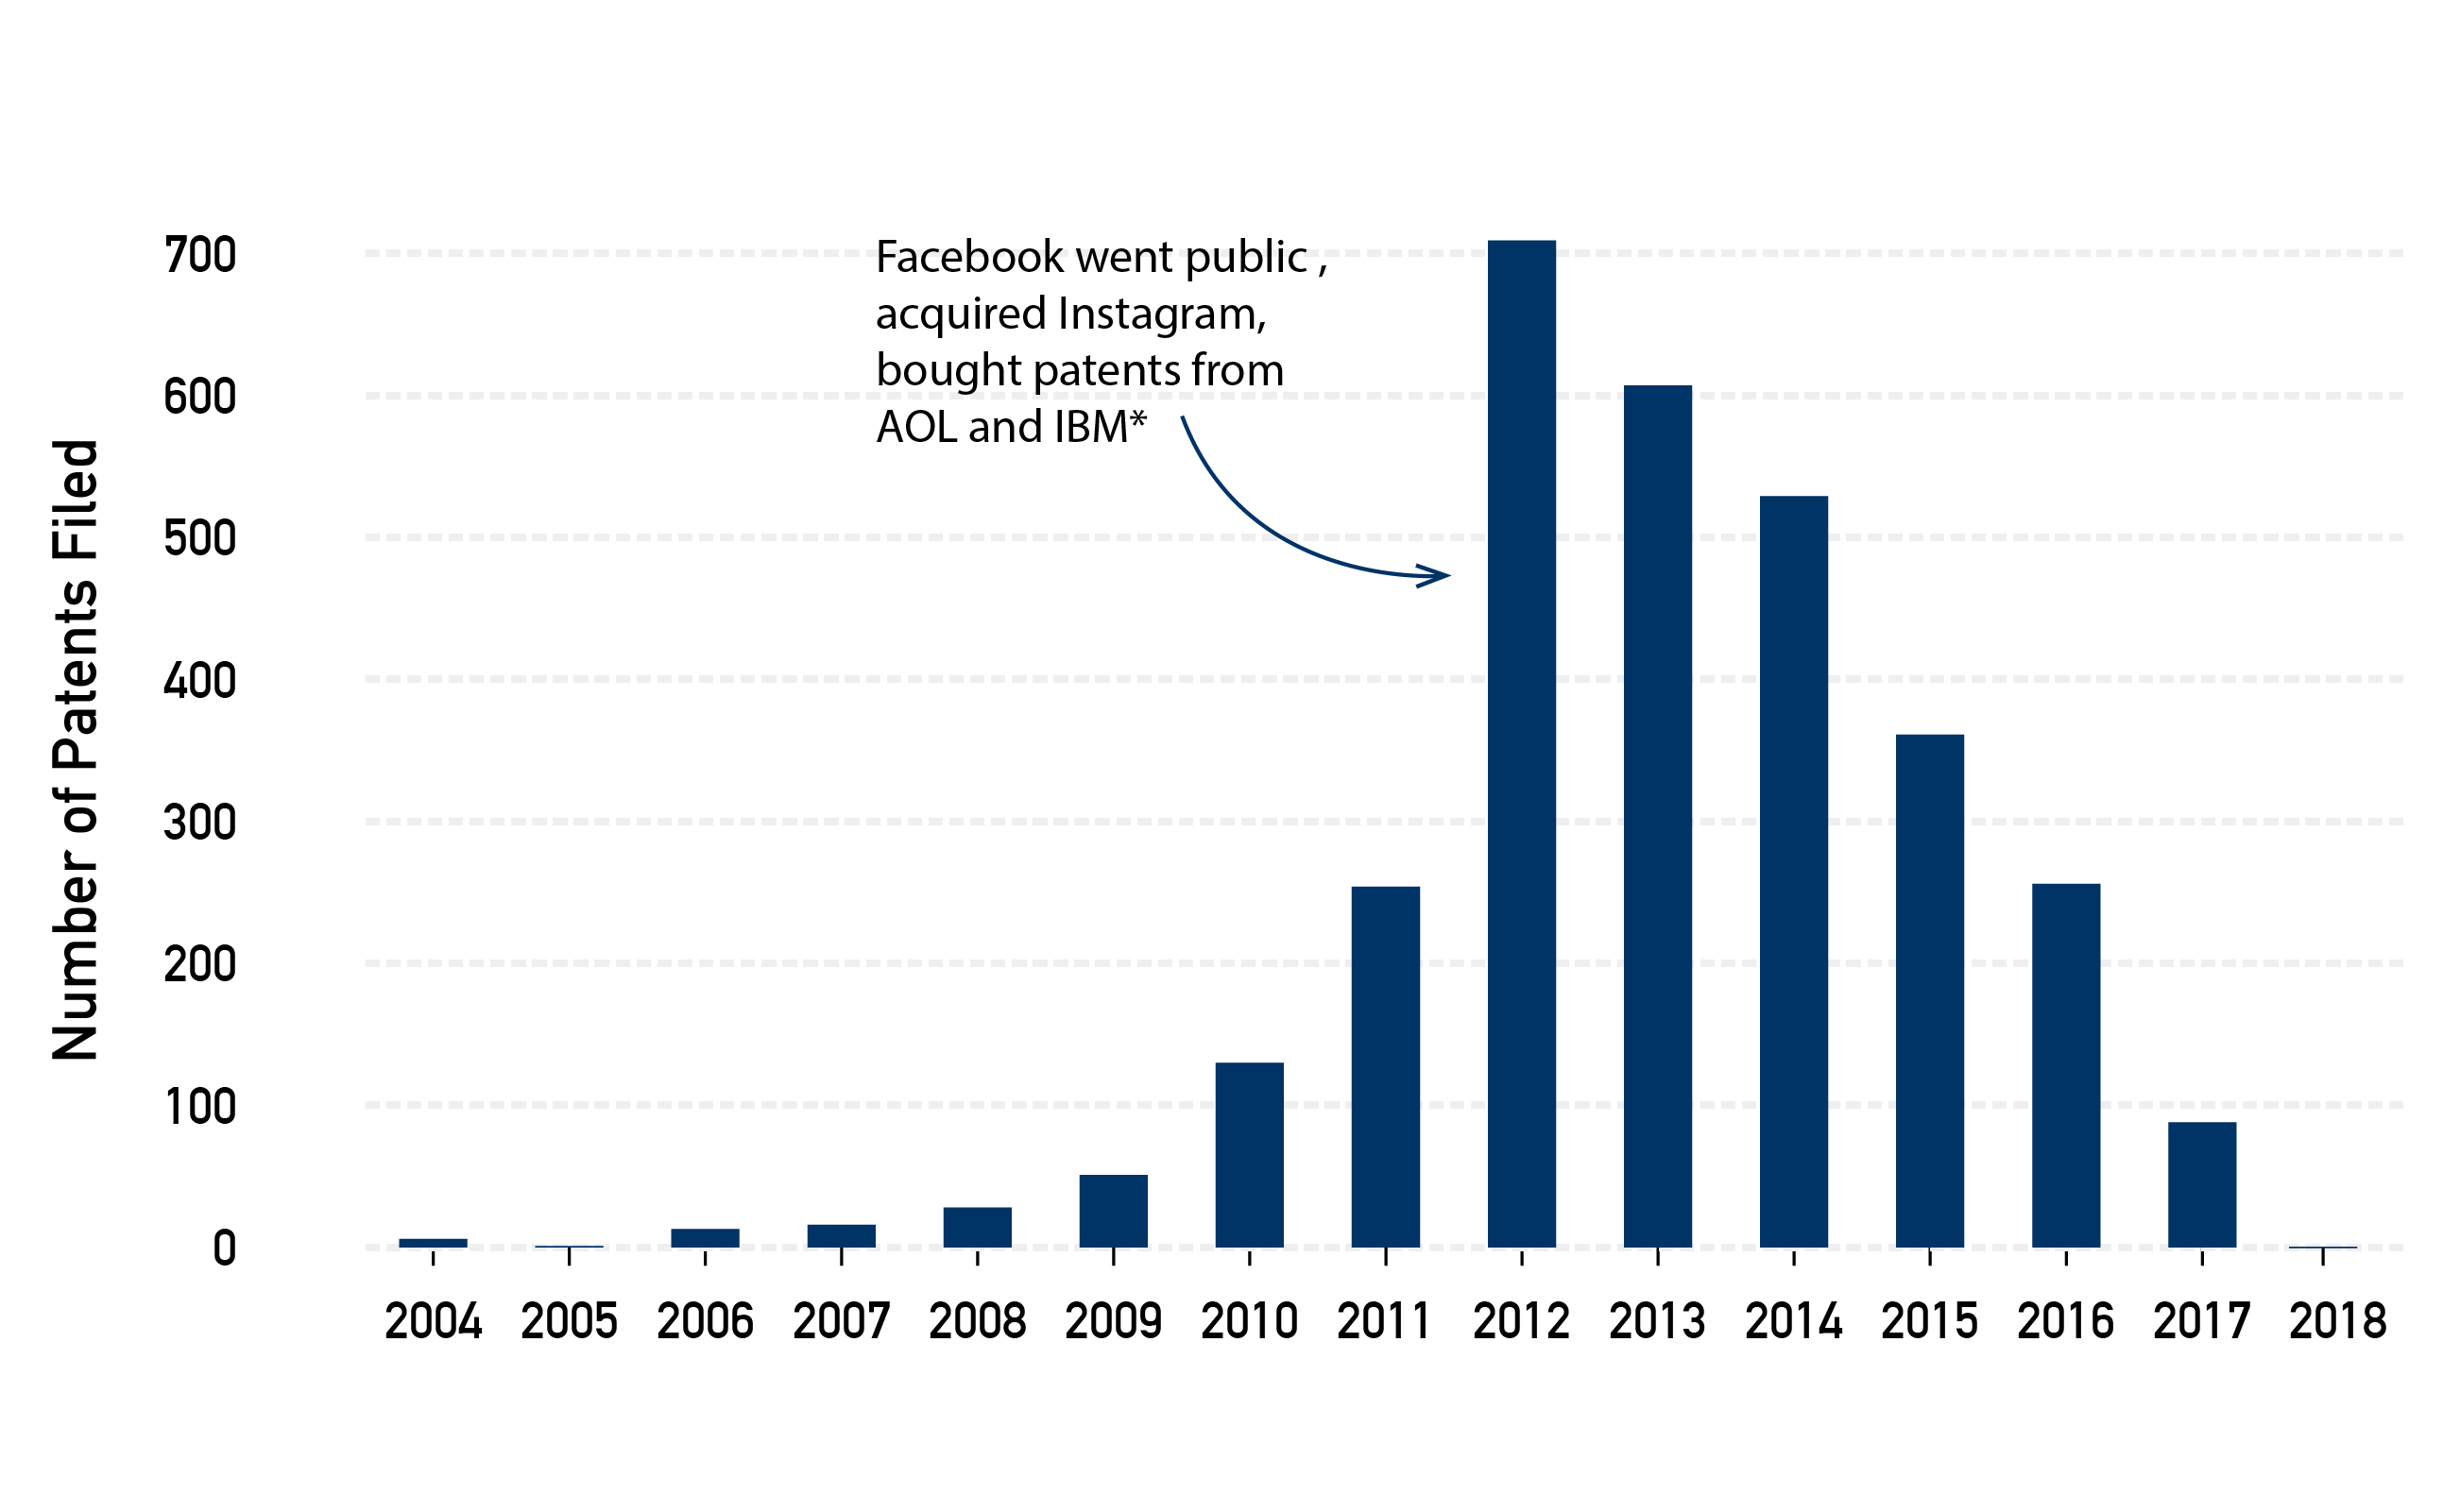 700
600
500
400
300
200
100
0
Number of Patents Filed
Facebook went public ,
acquired Instagram,
bought patents from
AOL and IBM*
2004 2005 2006 2007 2008 2009 2010 2011 2012 2013 2014 2015 2016 2017 2018